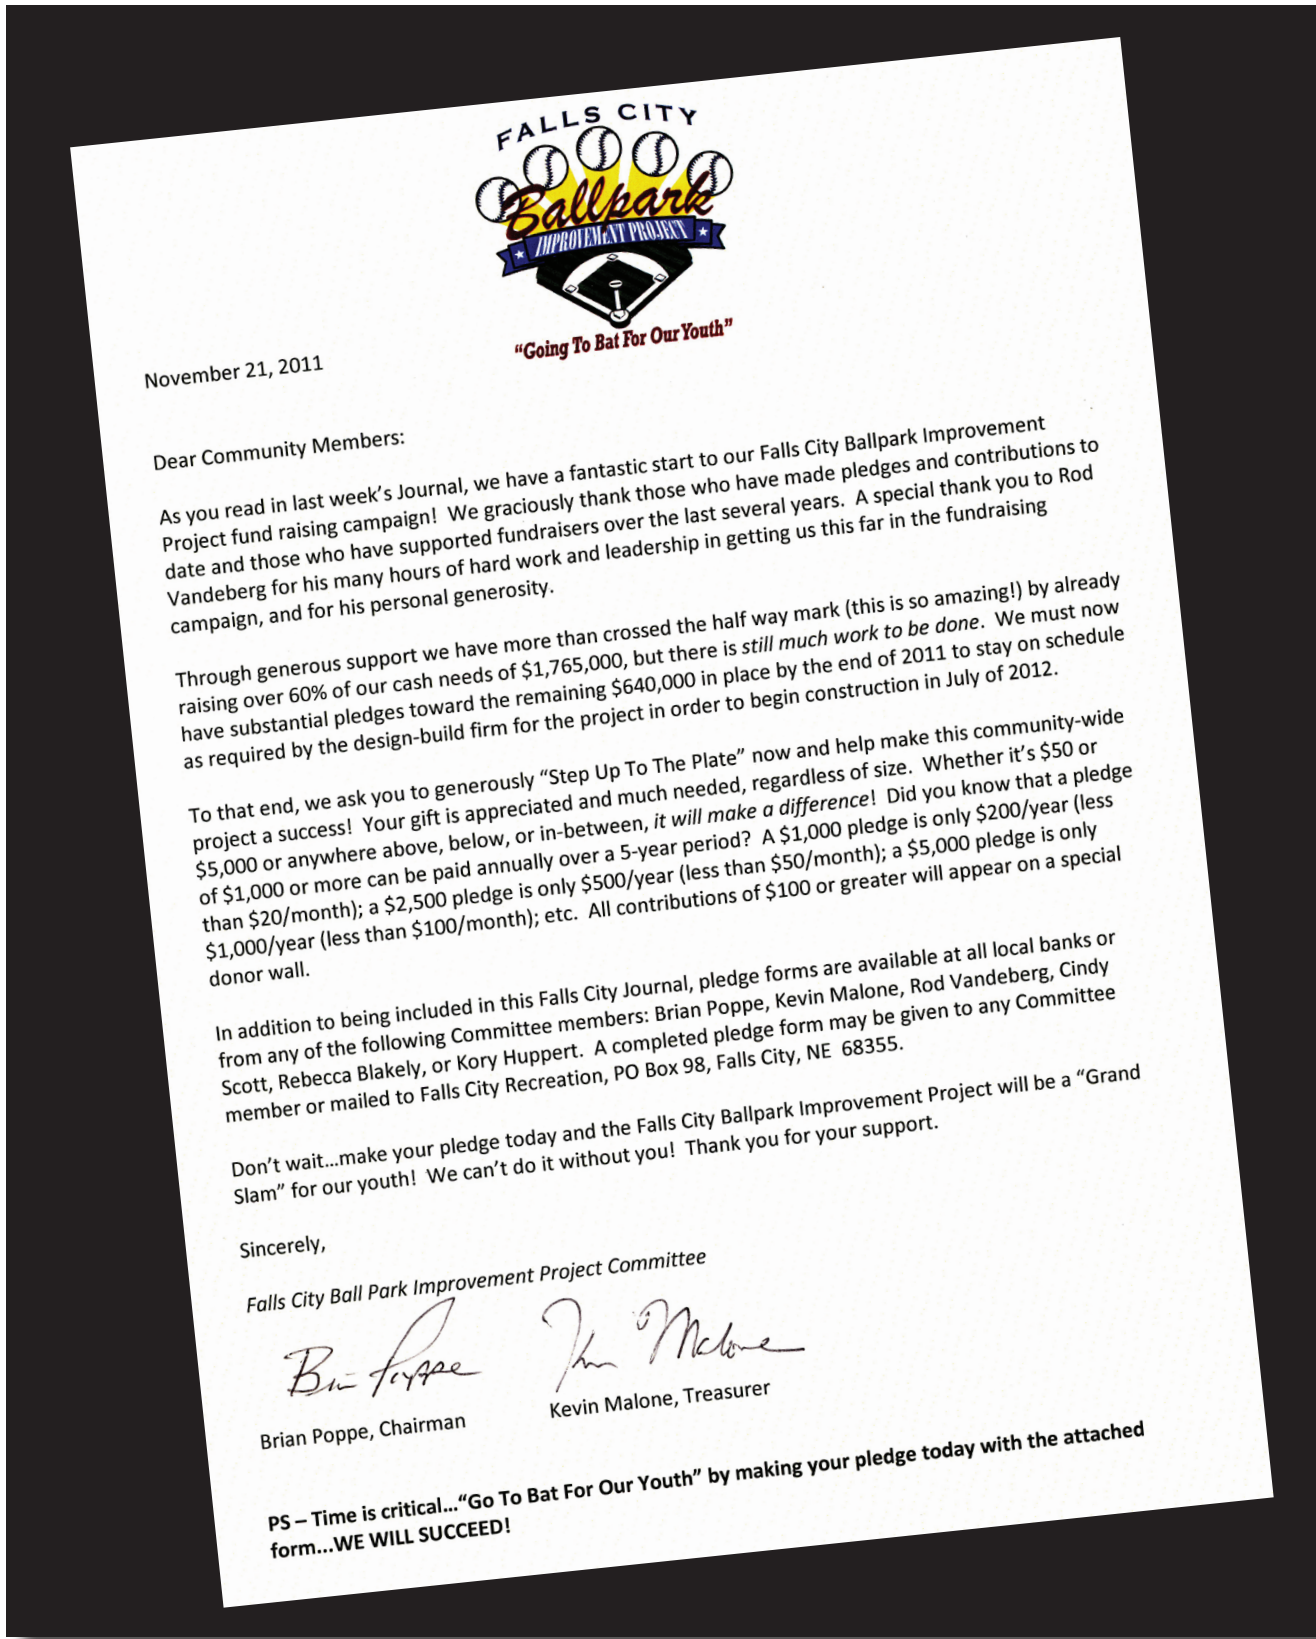 FALLS CITY
Ballpark
IMPROVEMENT PROJECT
“Going To Bat For Our Youth”
November 21, 2011
Dear Community Members:
As you read in last week’s Journal, we have a fantastic start to our Falls City Ballpark Improvement
Project fund raising campaign!  We graciously thank those who have made pledges and contributions to
date and those who have supported fundraisers over the last several years.  A special thank you to Rod
Vandeberg for his many hours of hard work and leadership in getting us this far in the fundraising
campaign, and for his personal generosity.
Through generous support we have more than crossed the half way mark (this is so amazing!) by already
raising over 60% of our cash needs of $1,765,000, but there is still much work to be done.  We must now
have substantial pledges toward the remaining $640,000 in place by the end of 2011 to stay on schedule
as required by the design-build firm for the project in order to begin construction in July of 2012.
To that end, we ask you to generously “Step Up To The Plate” now and help make this community-wide
project a success!  Your gift is appreciated and much needed, regardless of size.  Whether it’s $50 or
$5,000 or anywhere above, below, or in-between, it will make a difference!  Did you know that a pledge
of $1,000 or more can be paid annually over a 5-year period?  A $1,000 pledge is only $200/year (less
than $20/month); a $2,500 pledge is only $500/year (less than $50/month); a $5,000 pledge is only
$1,000/year (less than $100/month); etc.  All contributions of $100 or greater will appear on a special
donor wall.
In addition to being included in this Falls City Journal, pledge forms are available at all local banks or
from any of the following Committee members: Brian Poppe, Kevin Malone, Rod Vandeberg, Cindy
Scott, Rebecca Blakely, or Kory Huppert.  A completed pledge form may be given to any Committee
member or mailed to Falls City Recreation, PO Box 98, Falls City, NE  68355.
Don’t wait…make your pledge today and the Falls City Ballpark Improvement Project will be a “Grand
Slam” for our youth!  We can’t do it without you!  Thank you for your support.
Sincerely,
Falls City Ball Park Improvement Project Committee
Brian Poppe Kevin Malone
Brian Poppe, Chairman Kevin Malone, Treasurer
PS – Time is critical…“Go To Bat For Our Youth” by making your pledge today with the attached
form…WE WILL SUCCEED!